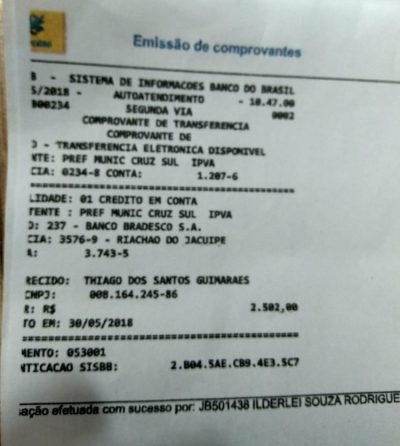 Emissão de comprovantes
B - SISTEMA DE INFORMACOES BANCO DO BRASIL
5/2018 - AUTOATENDIMENTO - 10.47.00
B00234 SEGUNDA VIA 0002
COMPROVANTE DE TRANSFERENCIA
COMPROVANTE DE
D - TRANSFERENCIA ELETRONICA DISPONIVEL
NTE: PREF MUNIC CRUZ SUL IPVA
CIA: 0234-8 CONTA: 1.207-6
================================================
LIDADE: 01 CREDITO EM CONTA
TENTE : PREF MUNIC CRUZ SUL IPVA
O: 237 - BANCO BRADESCO S.A.
CIA: 3576-9 - RIACHAO DO JACUIPE
A: 3.743-5
RECIDO: THIAGO DOS SANTOS GUIMARAES
CNPJ: 008.164.245-86
R: R$ 2.502,00
TO EM: 30/05/2018
================================================
MENTO: 053001
NTICACAO SISBB: 2.B04.5AE.CB9.4E3.5C7
sação efetuada com sucesso por: JB501438 ILDERLEI SOUZA RODRIGUE